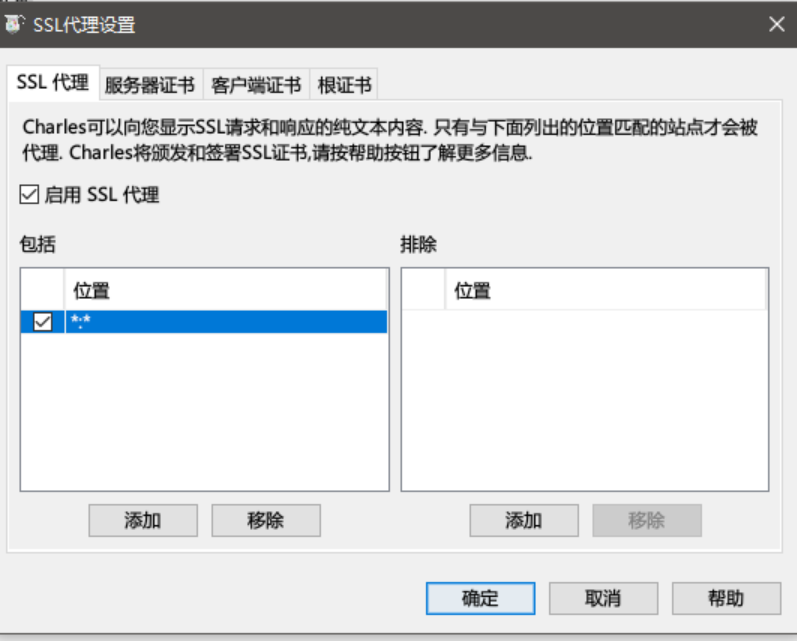 SSL代理设置
SSL 代理 服务器证书 客户端证书 根证书
Charles可以向您显示SSL请求和响应的纯文本内容. 只有与下面列出的位置匹配的站点才会被
代理. Charles将颁发和签署SSL证书,请按帮助按钮了解更多信息.
启用 SSL 代理
包括 排除
位置 位置
*:*
添加 移除 添加 移除
确定 取消 帮助